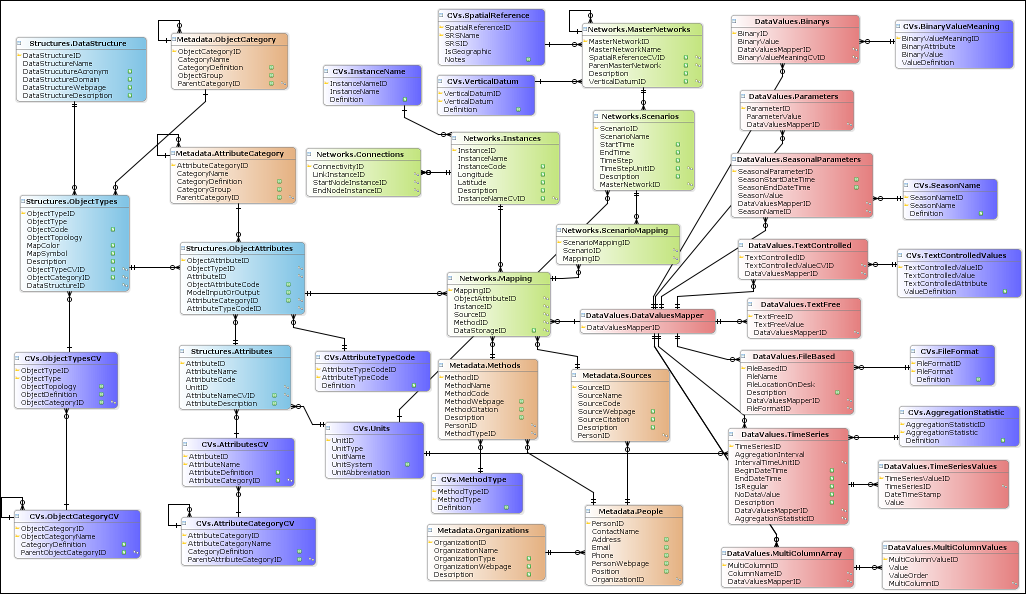 Structures.DataStructure
DataStructureID
DataStructureName
DataStrucutureAcronym
DataStructureDomain
DataStructureWebpage
DataStructureDescription
Metadata.ObjectCategory
ObjectCategoryID
CategoryName
CategoryDefinition
ObjectGroup
ParentCategoryID
CVs.InstanceName
InstanceNameID
InstanceName
Definition
CVs.SpatialReference
SpatialReferenceID
SRSName
SRSID
IsGeographic
Notes
CVs.VerticalDatum
VerticalDatumID
VerticalDatum
Definition
Networks.MasterNetworks
MasterNetworkID
MasterNetworkName
SpatialReferenceCVID
ParenMasterNetwork
Description
VerticalDatumID
DataValues.Binarys
BinaryID
BinaryValue
DataValuesMapperID
BinaryValueMeaningCVID
CVs.BinaryValueMeaning
BinaryValueMeaningID
BinaryAttribute
BinaryValue
ValueDefinition
DataValues.Parameters
ParameterID
ParameterValue
DataValuesMapperID
Metadata.AttributeCategory
AttributeCategoryID
CategoryName
CategoryDefinition
CategoryGroup
ParentCategoryID
Networks.Connections
ConnectivityID
LinkInstanceID
StartNodeInstanceID
EndNodeInstanceID
Networks.Instances
InstanceID
InstanceName
InstanceCode
Longitude
Latitude
Description
InstanceNameCVID
Networks.Scenarios
ScenarioID
ScenarioName
StartTime
EndTime
TimeStep
TimeStepUnitID
Description
MasterNetworkID
DataValues.SeasonalParameters
SeasonalParameterID
SeasonStartDateTime
SeasonEndDateTime
SeasonValue
DataValuesMapperID
SeasonNameID
CVs.SeasonName
SeasonNameID
SeasonName
Definition
Structures.ObjectTypes
ObjectTypeID
ObjectType
ObjectCode
ObjectTopology
MapColor
MapSymbol
Description
ObjectTypeCVID
ObjectCategoryID
DataStructureID
Structures.ObjectAttributes
ObjectAttributeID
ObjectTypeID
AttributeID
ObjectAttributeCode
ModelInputOrOutput
AttributeCategoryID
AttributeTypeCodeID
Networks.ScenarioMapping
ScenarioMappingID
ScenarioID
MappingID
Networks.Mapping
MappingID
ObjectAttributeID
InstanceID
SourceID
MethodID
DataStorageID
DataValues.DataValuesMapper
DataValuesMapperID
DataValues.TextControlled
TextControlledID
TextControlledValueCVID
DataValuesMapperID
CVs.TextControlledValues
TextControlledValueID
TextControlledValue
TextControlledAttribute
ValueDefinition
DataValues.TextFree
TextFreeID
TextFreeValue
DataValuesMapperID
CVs.ObjectTypesCV
ObjectTypeID
ObjectType
ObjectTopology
ObjectDefinition
ObjectCategoryID
Structures.Attributes
AttributeID
AttributeName
AttributeCode
UnitID
AttributeNameCVID
AttributeDescription
CVs.AttributeTypeCode
AttributeTypeCodeID
AttributeTypeCode
Definition
Metadata.Methods
MethodID
MethodName
MethodCode
MethodWebpage
MethodCitation
Description
PersonID
MethodTypeID
Metadata.Sources
SourceID
SourceName
SourceCode
SourceWebpage
SourceCitation
Description
PersonID
DataValues.FileBased
FileBasedID
FileName
FileLocationOnDesk
Description
DataValuesMapperID
FileFormatID
CVs.FileFormat
FileFormatID
FileFormat
Definition
CVs.AttributesCV
AttributeID
AttributeName
AttributeDefinition
AttributeCategoryID
CVs.Units
UnitID
UnitType
UnitName
UnitSystem
UnitAbbreviation
CVs.AggregationStatistic
AggregationStatisticID
AggregationStatistic
Definition
DataValues.TimeSeries
TimeSeriesID
AggregationInterval
IntervalTimeUnitID
BeginDateTime
EndDateTime
IsRegular
NoDataValue
Description
DataValuesMapperID
AggregationStatisticID
DataValues.TimeSeriesValues
TimeSeriesValueID
TimeSeriesID
DateTimeStamp
Value
CVs.MethodType
MethodTypeID
MethodType
Definition
CVs.ObjectCategoryCV
ObjectCategoryID
ObjectCategoryName
CategoryDefinition
ParentObjectCategoryID
CVs.AttributeCategoryCV
AttributeCategoryID
AttributeCategoryName
CategoryDefinition
ParentAttributeCategoryID
Metadata.Organizations
OrganizationID
OrganizationName
OrganizationType
OrganizationWebpage
Description
Metadata.People
PersonID
ContactName
Address
Email
Phone
PersonWebpage
Position
OrganizationID
DataValues.MultiColumnArray
MultiColumnID
ColumnNameID
DataValuesMapperID
DataValues.MultiColumnValues
MultiColumnValueID
Value
ValueOrder
MultiColumnID